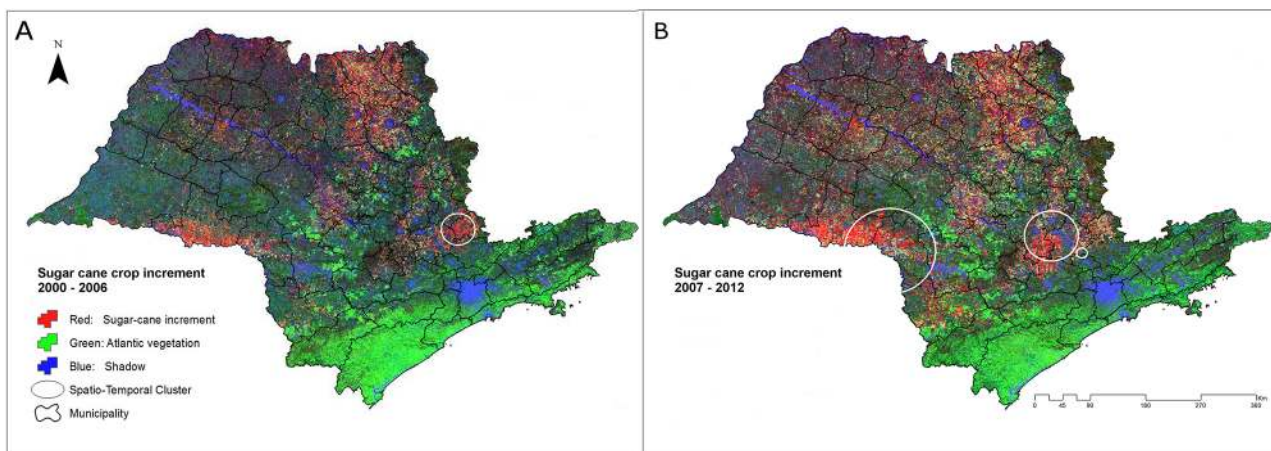 A
N
Sugar cane crop increment
2000 - 2006
Red: Sugar-cane increment
Green: Atlantic vegetation
Blue: Shadow
Spatio-Temporal Cluster
Municipality
B
Sugar cane crop increment
2007 - 2012
Km
0 45 90 180 270 360